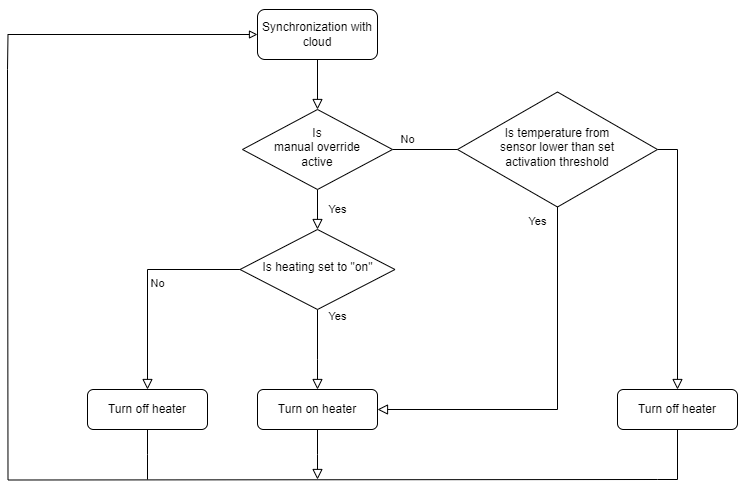 Synchronization with
cloud
Is
manual override
active
No
Is temperature from
sensor lower than set
activation threshold
Yes
Yes
Is heating set to "on"
No
Yes
Turn off heater
Turn on heater
Turn off heater